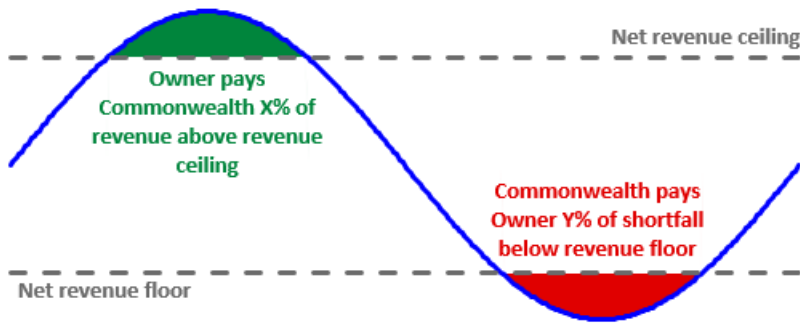 Net revenue ceiling
Owner pays
Commonwealth X% of
revenue above revenue
ceiling
Commonwealth pays
Owner Y% of shortfall
below revenue floor
Net revenue floor